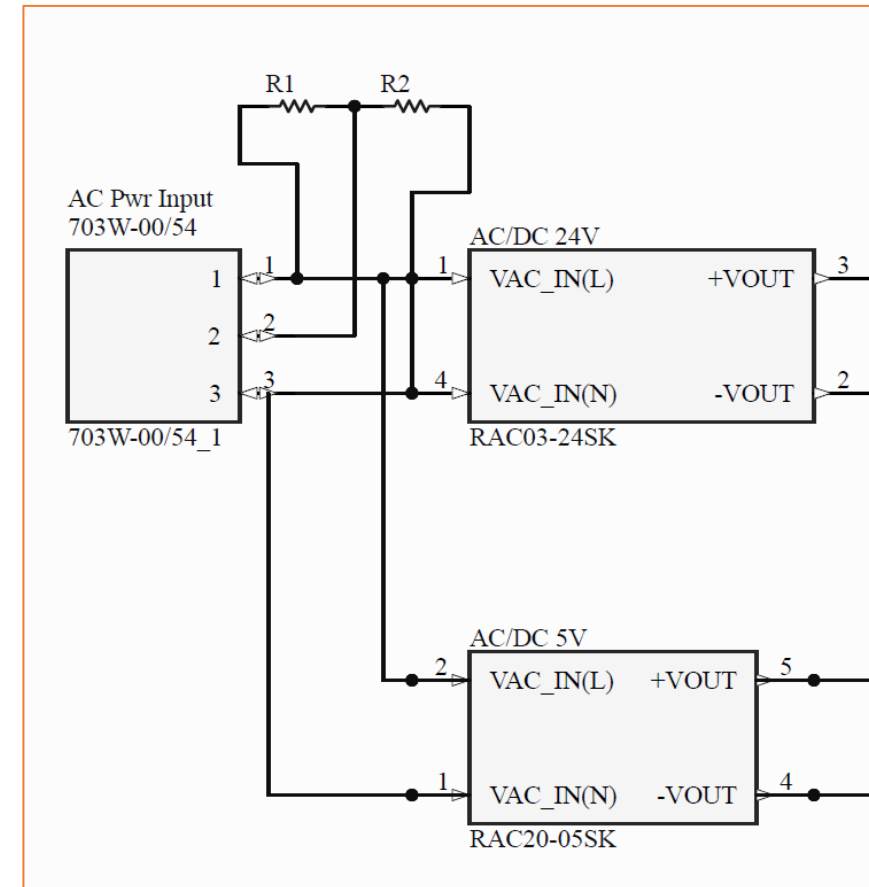 R1 R2
AC Pwr Input
703W-00/54
1 1
2 2
3 3
703W-00/54_1
AC/DC 24V
1 VAC_IN(L) +VOUT 3
4 VAC_IN(N) -VOUT 2
RAC03-24SK
AC/DC 5V
2 VAC_IN(L) +VOUT 5
1 VAC_IN(N) -VOUT 4
RAC20-05SK